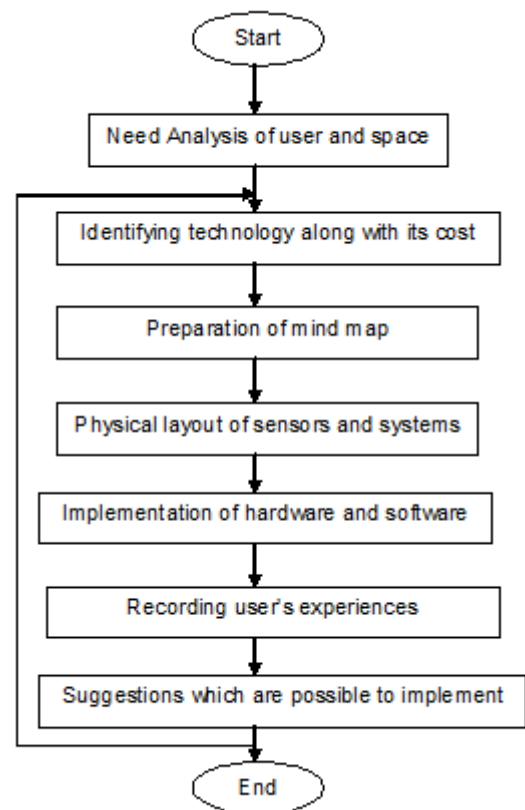 Start
Need Analysis of user and space
Identifying technology along with its cost
Preparation of mind map
Physical layout of sensors and systems
Implementation of hardware and software
Recording user's experiences
Suggestions which are possible to implement
End